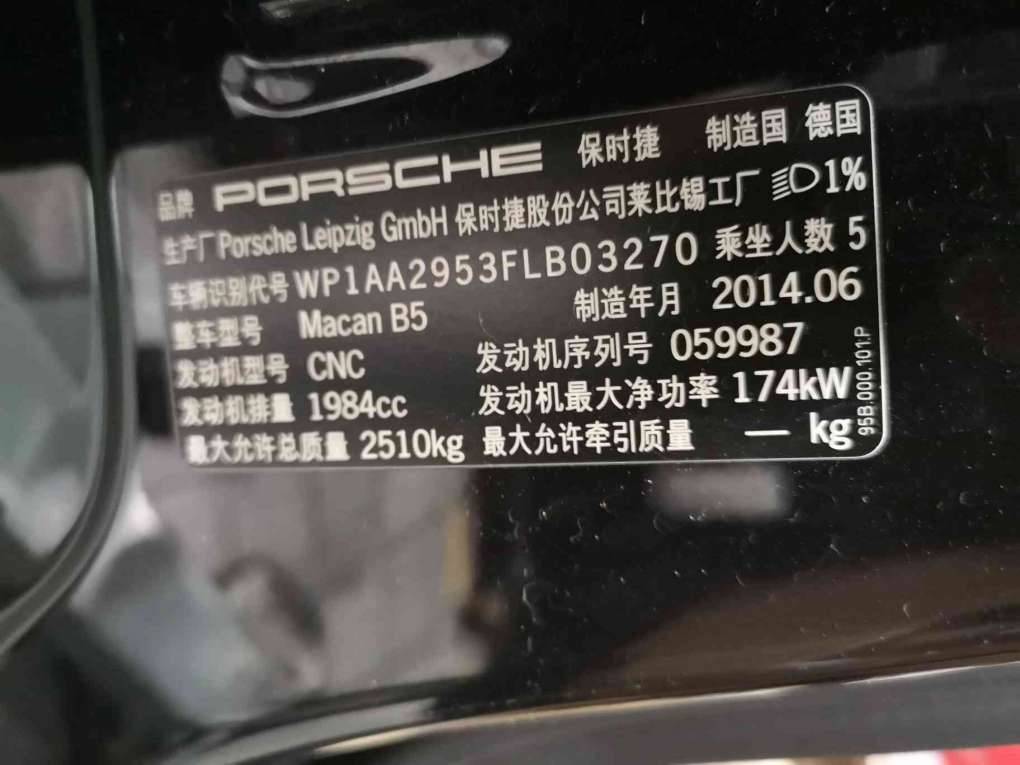 品牌 PORSCHE 保时捷 制造国 德国
生产厂 Porsche Leipzig GmbH 保时捷股份公司莱比锡工厂 1%
车辆识别代号 WP1AA2953FLB03270 乘坐人数 5
整车型号 Macan B5 制造年月 2014.06
发动机型号 CNC 发动机序列号 059987
发动机排量 1984cc 发动机最大净功率 174kW
最大允许总质量 2510kg 最大允许牵引质量 — kg
95B.000.101.P